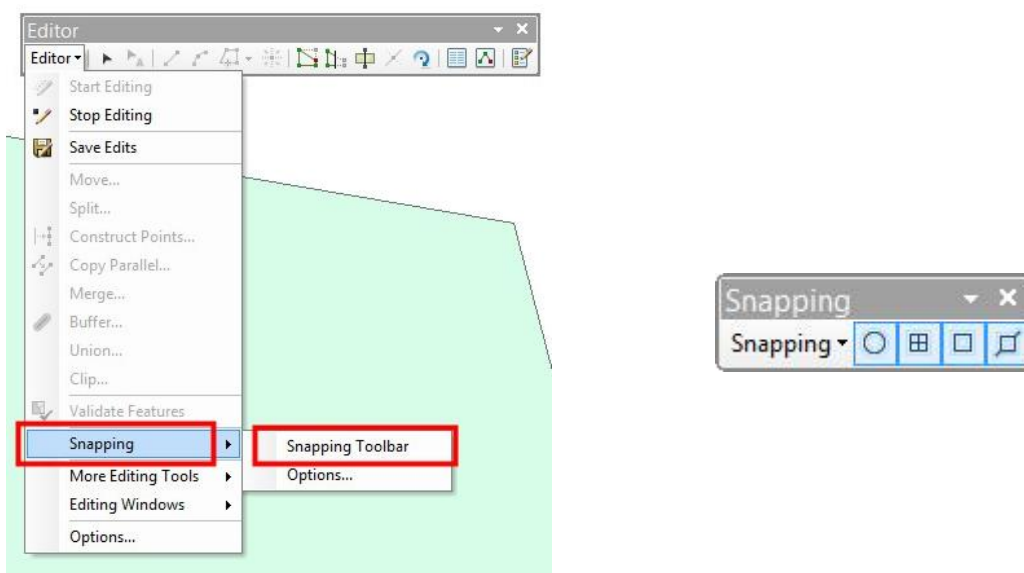 Editor
Editor
Start Editing
Stop Editing
Save Edits
Move...
Split...
Construct Points...
Copy Parallel...
Merge...
Buffer...
Union...
Clip...
Validate Features
Snapping
Snapping Toolbar
More Editing Tools
Options...
Editing Windows
Options...
Snapping
Snapping